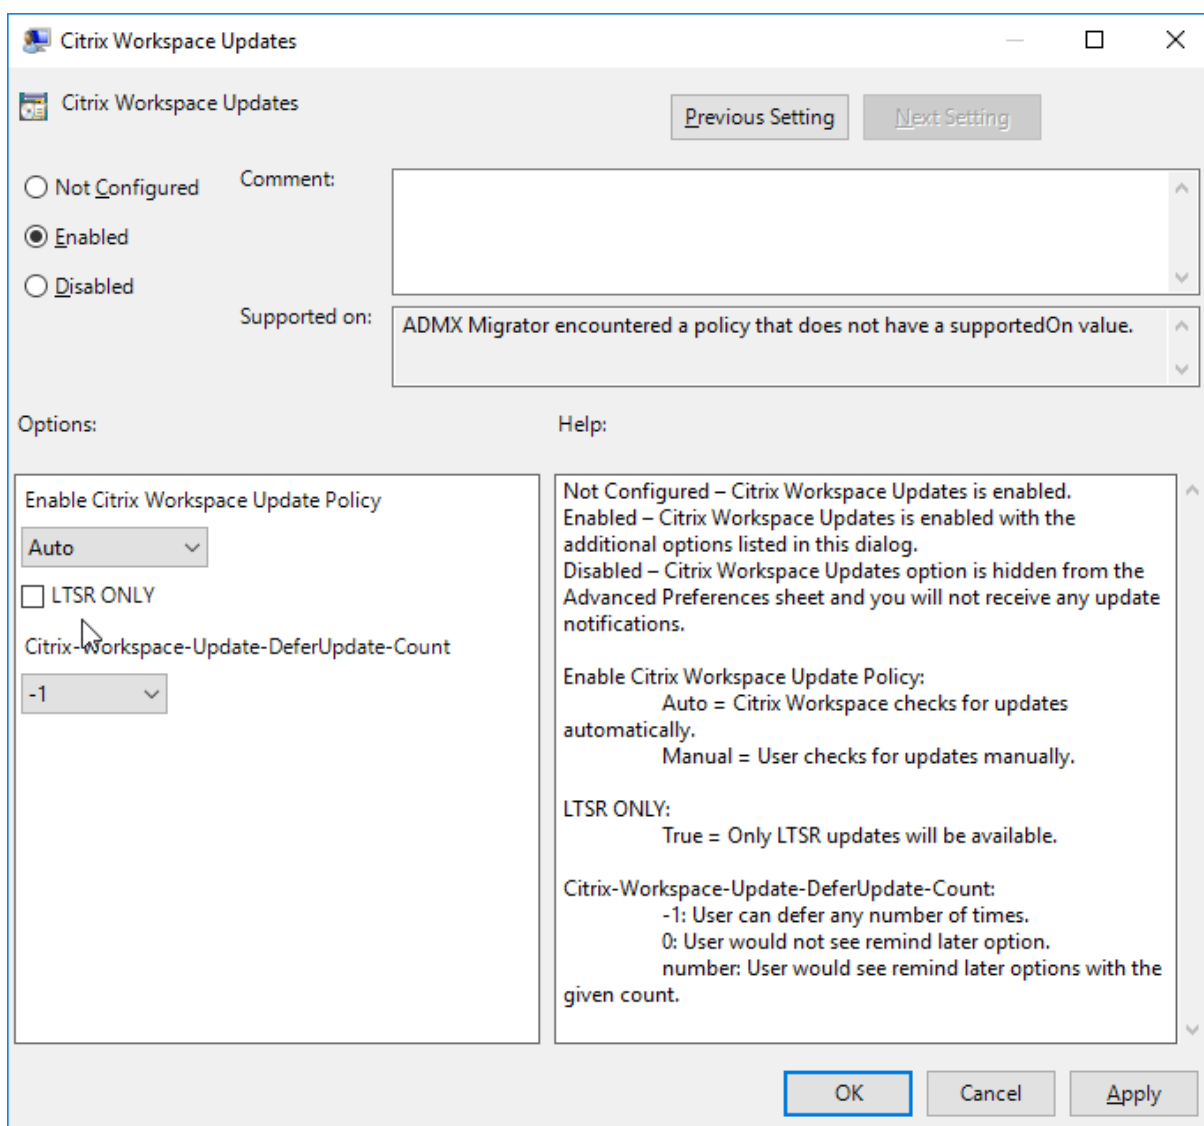 Citrix Workspace Updates
Citrix Workspace Updates
Previous Setting
Next Setting
Not Configured
Comment:
Enabled
Disabled
Supported on:
ADMX Migrator encountered a policy that does not have a supportedOn value.
Options:
Help:
Enable Citrix Workspace Update Policy
Auto
LTSR ONLY
Citrix-Workspace-Update-DeferUpdate-Count
-1
Not Configured – Citrix Workspace Updates is enabled.
Enabled – Citrix Workspace Updates is enabled with the
additional options listed in this dialog.
Disabled – Citrix Workspace Updates option is hidden from the
Advanced Preferences sheet and you will not receive any update
notifications.
Enable Citrix Workspace Update Policy:
Auto = Citrix Workspace checks for updates
automatically.
Manual = User checks for updates manually.
LTSR ONLY:
True = Only LTSR updates will be available.
Citrix-Workspace-Update-DeferUpdate-Count:
-1: User can defer any number of times.
0: User would not see remind later option.
number: User would see remind later options with the
given count.
OK
Cancel
Apply